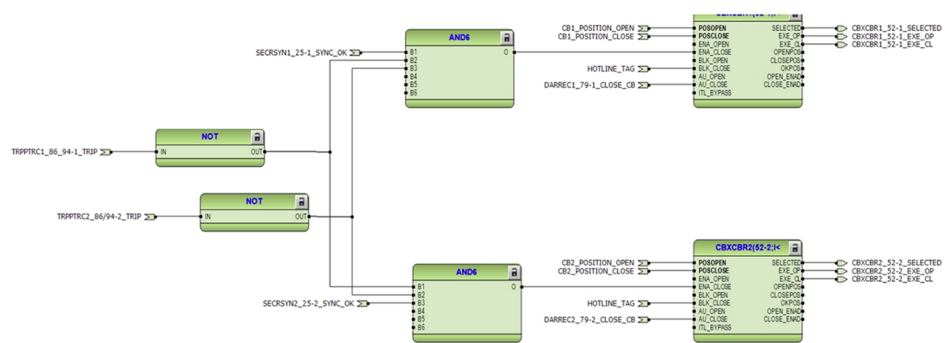 CB1_POSITION_OPEN
CB1_POSITION_CLOSE
SECRSYN1_25-1_SYNC_OK
AND6
B1 O
B2
B3
B4
B5
B6
HOTLINE_TAG
DARREC1_79-1_CLOSE_CB
POSOPEN SELECTED
POSCLOSE EXE_OP
ENA_OPEN EXE_CL
ENA_CLOSE OPENPOS
BLK_OPEN CLOSEPOS
BLK_CLOSE OKPOS
AU_OPEN OPEN_ENAD
AU_CLOSE CLOSE_ENAD
ITL_BYPASS
CBXCBR1_52-1_SELECTED
CBXCBR1_52-1_EXE_OP
CBXCBR1_52-1_EXE_CL
NOT
TRPPTRC1_86_94-1_TRIP
IN OUT
NOT
TRPPTRC2_86/94-2_TRIP
IN OUT
CB2_POSITION_OPEN
CB2_POSITION_CLOSE
AND6
B1 O
B2
B3
B4
B5
B6
SECRSYN2_25-2_SYNC_OK
HOTLINE_TAG
DARREC2_79-2_CLOSE_CB
CBXCBR2(52-2;I<
POSOPEN SELECTED
POSCLOSE EXE_OP
ENA_OPEN EXE_CL
ENA_CLOSE OPENPOS
BLK_OPEN CLOSEPOS
BLK_CLOSE OKPOS
AU_OPEN OPEN_ENAD
AU_CLOSE CLOSE_ENAD
ITL_BYPASS
CBXCBR2_52-2_SELECTED
CBXCBR2_52-2_EXE_OP
CBXCBR2_52-2_EXE_CL